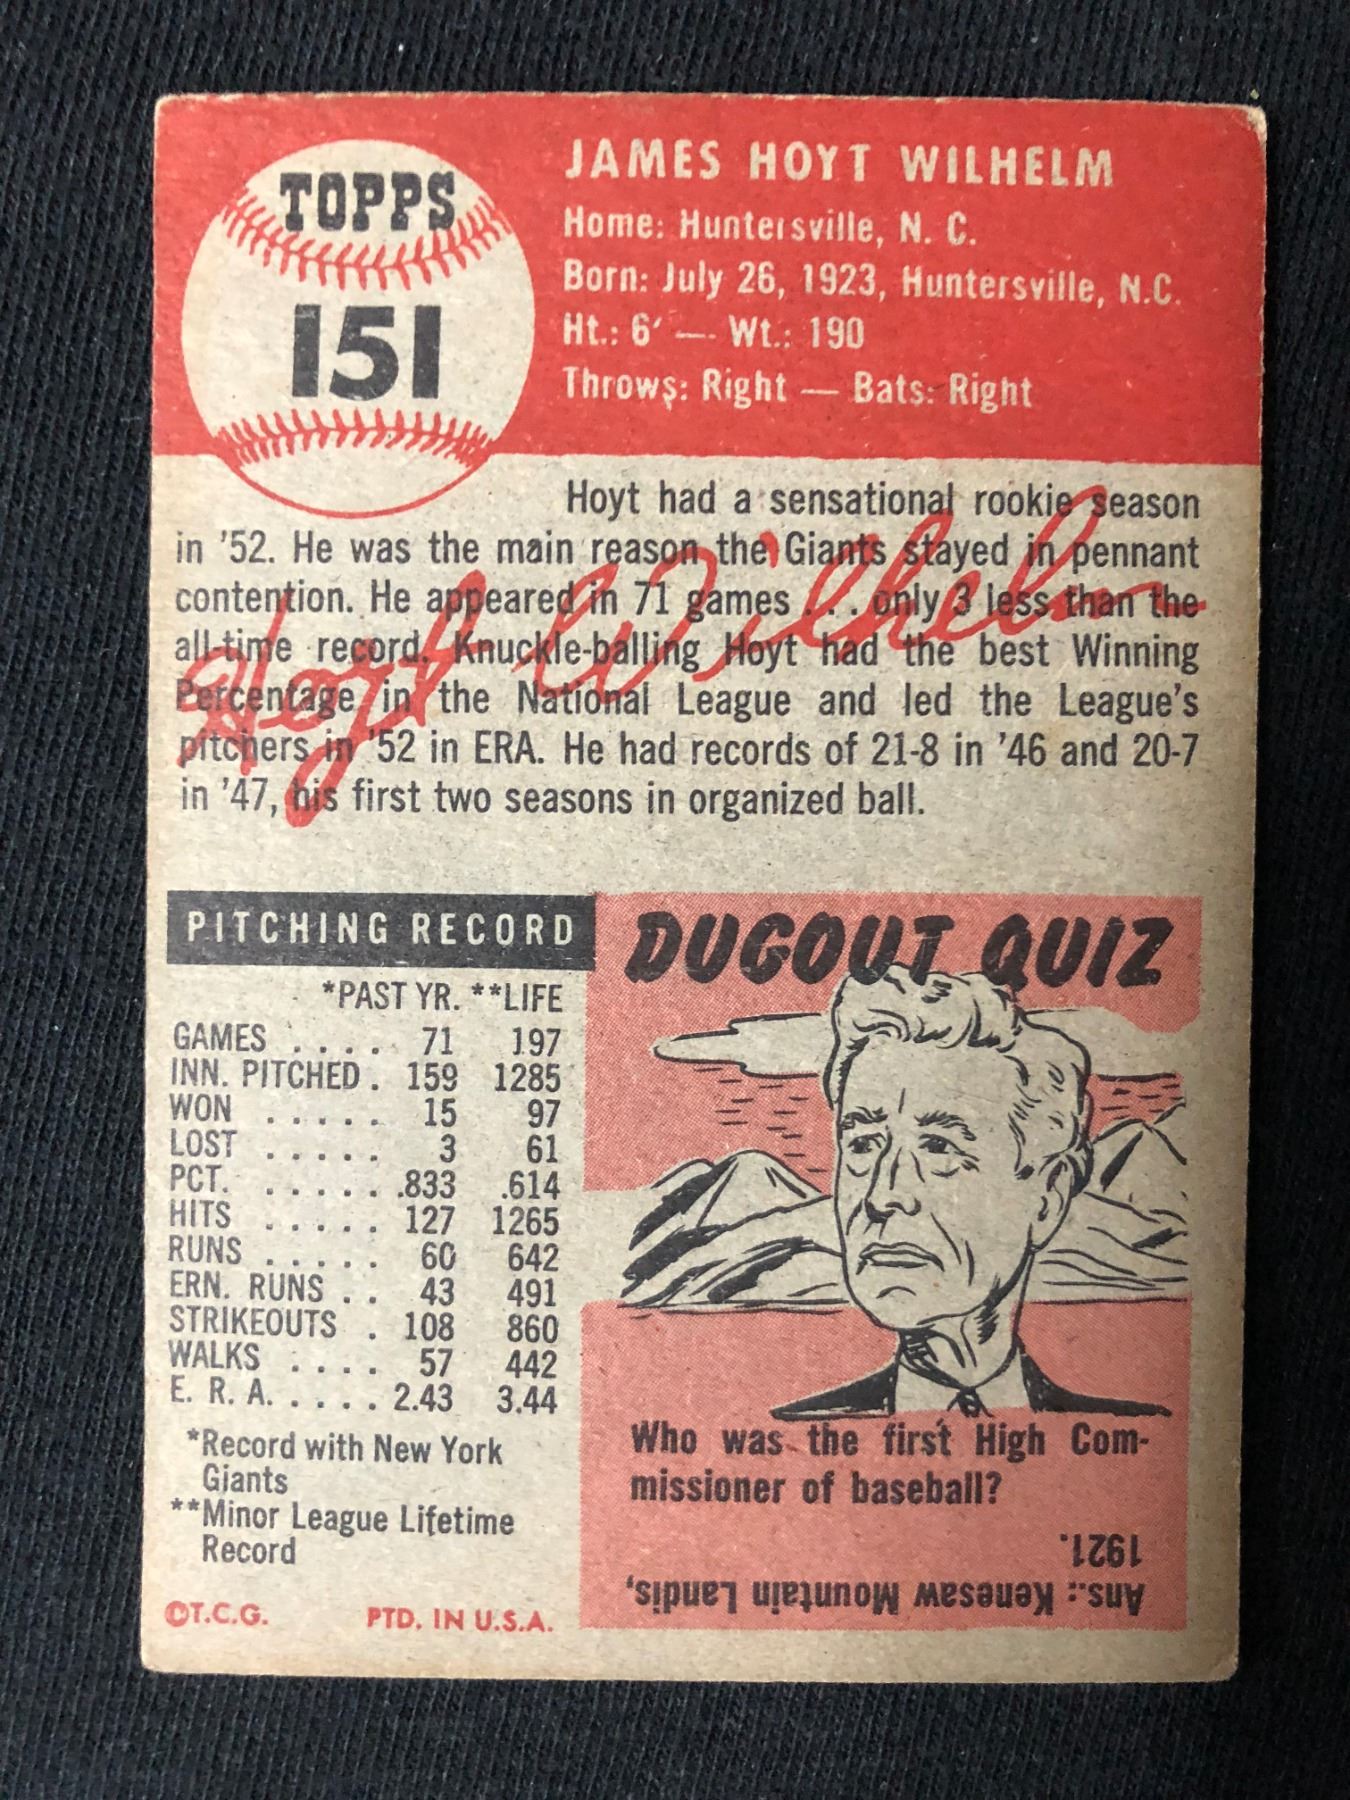 TOPPS
151
JAMES HOYT WILHELM
Home: Huntersville, N. C.
Born: July 26, 1923, Huntersville, N.C.
Ht.: 6' — Wt.: 190
Throws: Right — Bats: Right
Hoyt had a sensational rookie season
in '52. He was the main reason the Giants stayed in pennant
contention. He appeared in 71 games . . . only 3 less than the
all-time record. Knuckle-balling Hoyt had the best Winning
Percentage in the National League and led the League's
pitchers in '52 in ERA. He had records of 21-8 in '46 and 20-7
in '47, his first two seasons in organized ball.
Hoyt Wilhelm
PITCHING RECORD
*PAST YR. **LIFE
GAMES . . . . 71 197
INN. PITCHED . 159 1285
WON . . . . . 15 97
LOST . . . . . 3 61
PCT. . . . . . . .833 .614
HITS . . . . . 127 1265
RUNS . . . . . 60 642
ERN. RUNS . . 43 491
STRIKEOUTS . 108 860
WALKS . . . . 57 442
E. R. A. . . . . . 2.43 3.44
*Record with New York
Giants
**Minor League Lifetime
Record
©T.C.G. PTD. IN U.S.A.
DUGOUT QUIZ
Who was the first High Com-
missioner of baseball?
Ans.: Kenesaw Mountain Landis,
1921.